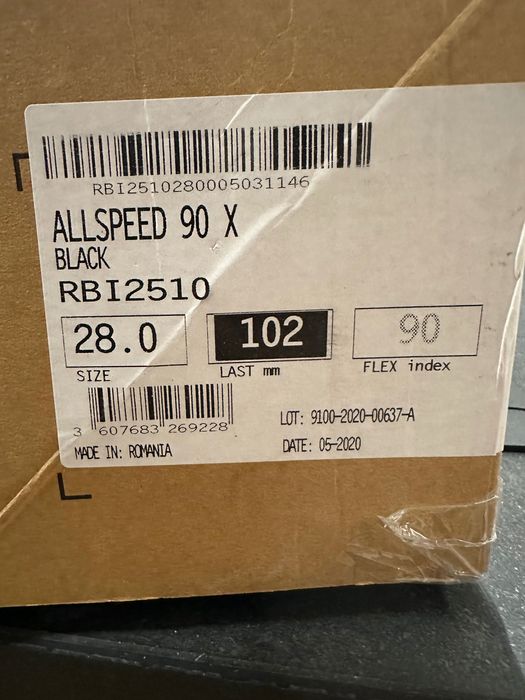 RBI2510280005031146
ALLSPEED 90 X
BLACK
RBI2510
28.0 102 90
SIZE LAST mm FLEX index
3 607683 269228
LOT: 9100-2020-00637-A
MADE IN: ROMANIA DATE: 05-2020